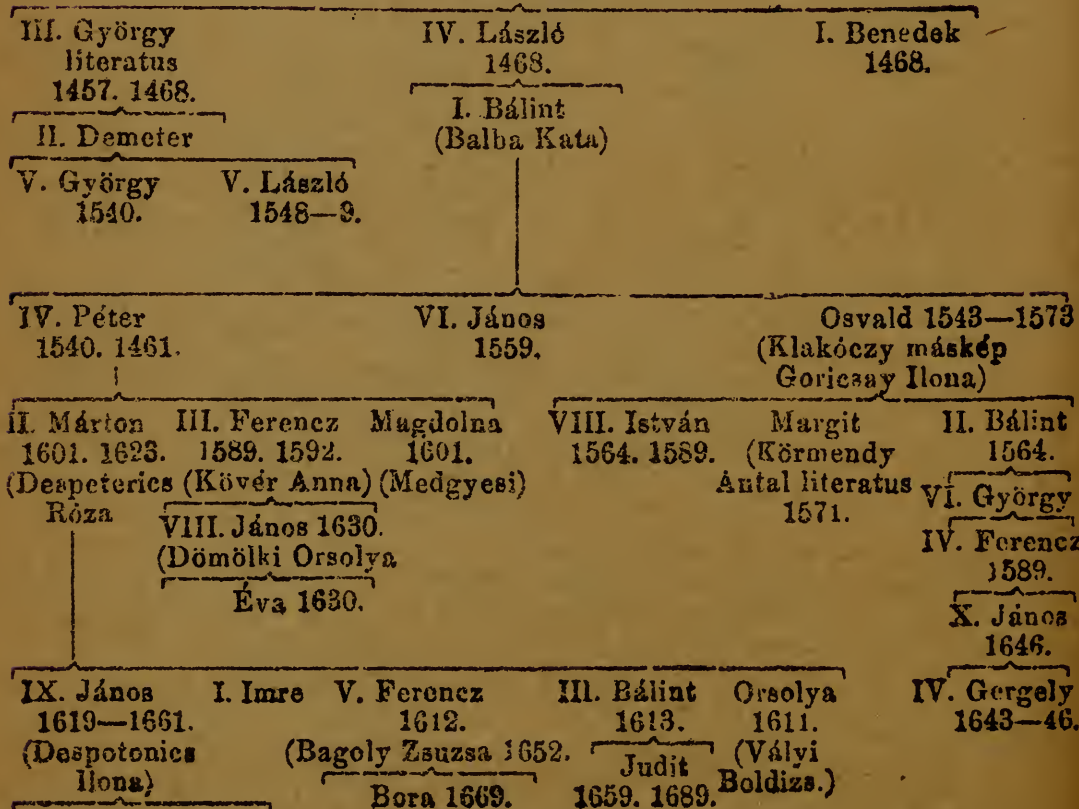 III. György IV. László I. Benedek
literatus 1468. 1468.
1457. 1468. I. Bálint
II. Demeter (Balba Kata)
V. György V. László
1540. 1548—9.
IV. Péter VI. János Osvald 1543—1573
1540. 1461. 1559. (Klakóczy máskép
Goricsay Ilona)
II. Márton III. Ferencz Magdolna VIII. István Margit II. Bálint
1601. 1623. 1589. 1592. 1601. 1564. 1589. (Körmendy 1564.
(Despeterics (Kövér Anna) (Medgyesi) Antal literatus VI. György
Róza VIII. János 1630. 1571. IV. Ferencz
(Dömölki Orsolya 1589.
Éva 1630. X. János
1646.
IX. János I. Imre V. Ferencz III. Bálint Orsolya IV. Gergely
1619—1661. 1612. 1613. 1611. 1643—46.
(Despotonics (Bagoly Zsuzsa 1652. Judit (Vályi
Ilona) Bora 1669. 1659. 1689. Boldizs.)